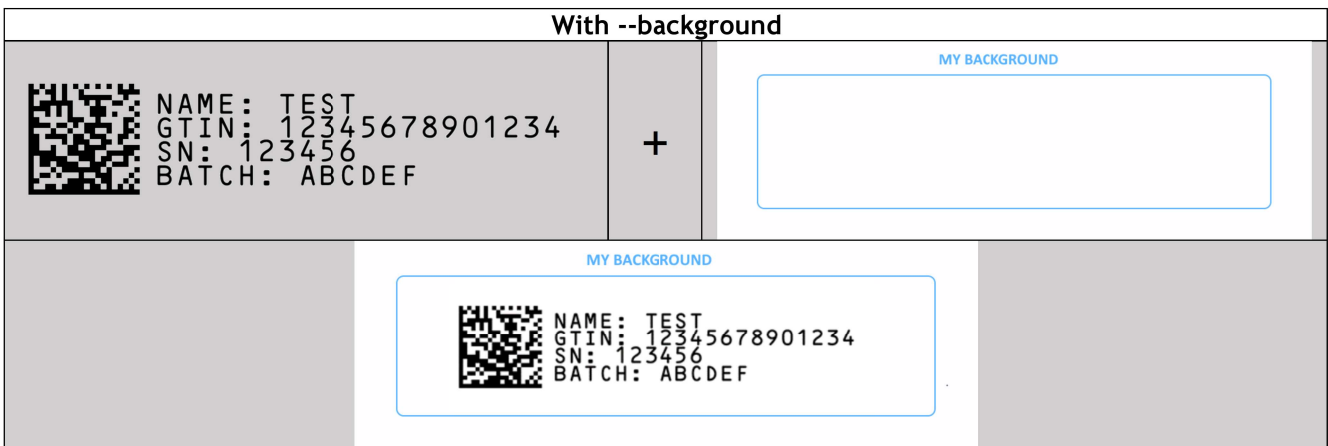 With --background
NAME: TEST
GTIN: 12345678901234
SN: 123456
BATCH: ABCDEF
+
MY BACKGROUND
MY BACKGROUND
NAME: TEST
GTIN: 12345678901234
SN: 123456
BATCH: ABCDEF